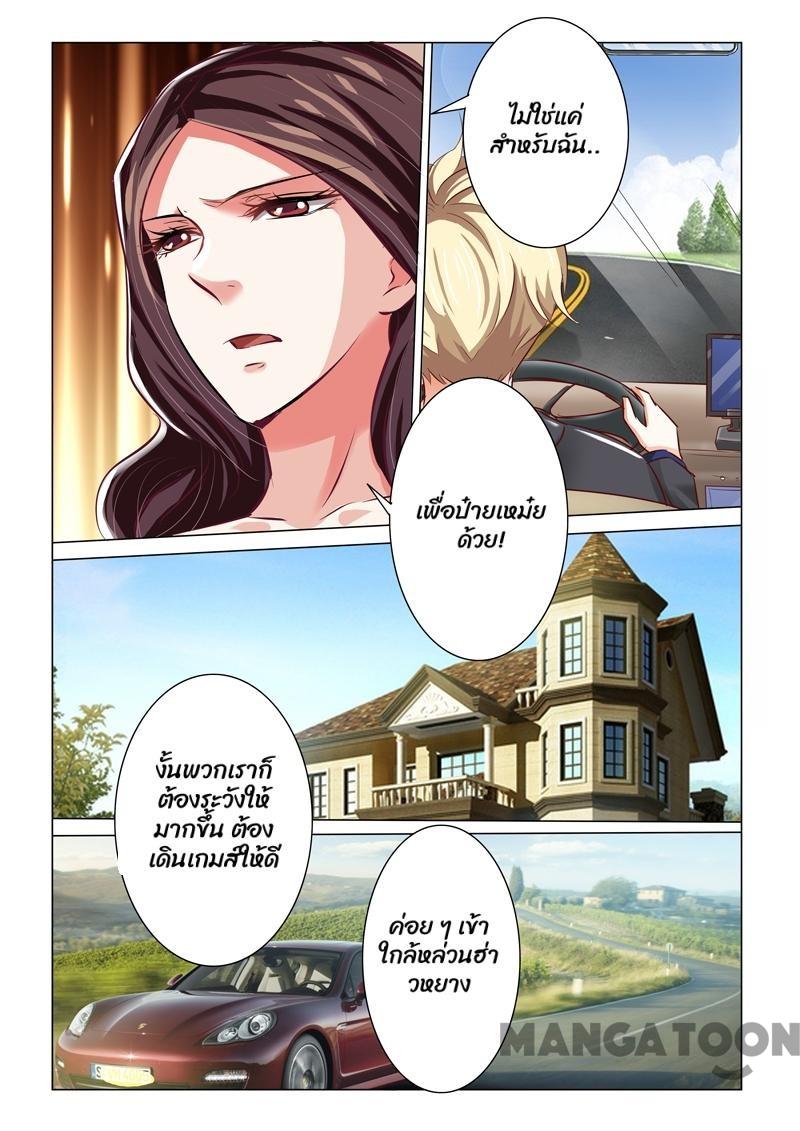 ไม่ใช่แค่
สำหรับฉัน..
เพื่อป๋ายเหม๋ย
ด้วย!
งั้นพวกเราก็
ต้องระวังให้
มากขึ้น ต้อง
เดินเกมส์ให้ดี
ค่อย ๆ เข้า
ใกล้หล่วนฮ่า
วหยาง
MANGATOON